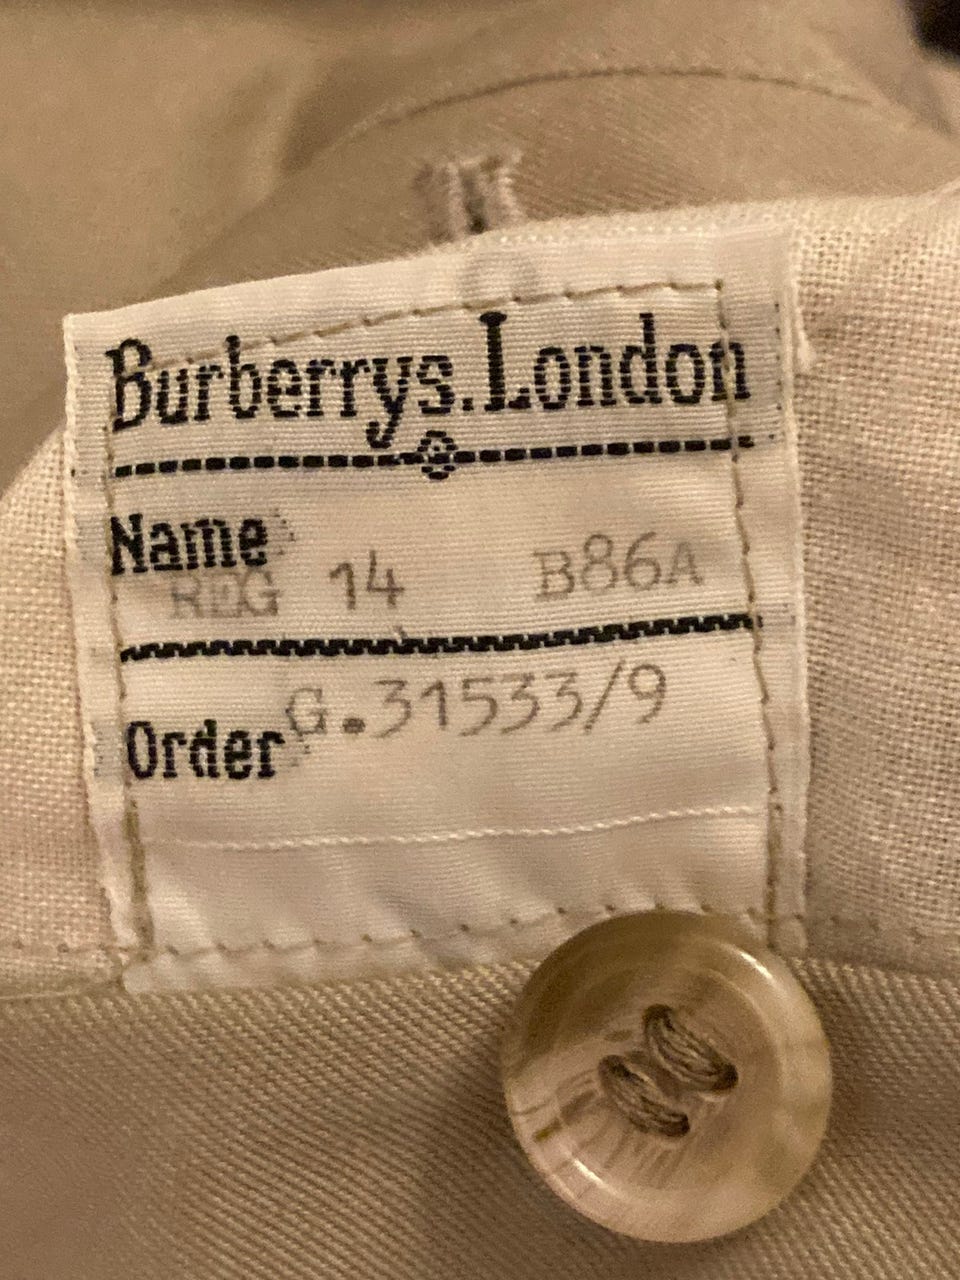 Burberrys.London
Name
REG 14 B86A
Order G.31533/9